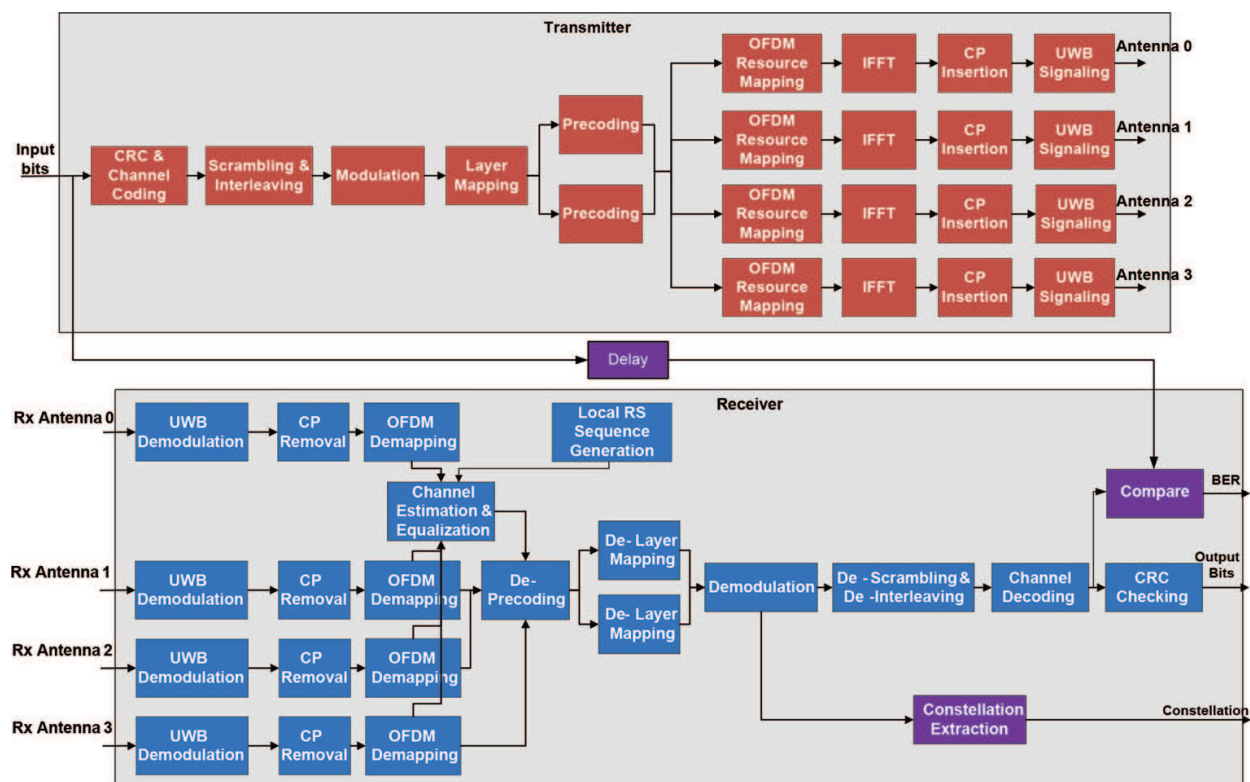 Transmitter
Input
bits
CRC &
Channel
Coding
Scrambling &
Interleaving
Modulation
Layer
Mapping
Precoding
Precoding
OFDM
Resource
Mapping
IFFT
CP
Insertion
UWB
Signaling
Antenna 0
OFDM
Resource
Mapping
IFFT
CP
Insertion
UWB
Signaling
Antenna 1
OFDM
Resource
Mapping
IFFT
CP
Insertion
UWB
Signaling
Antenna 2
OFDM
Resource
Mapping
IFFT
CP
Insertion
UWB
Signaling
Antenna 3
Delay
Receiver
Rx Antenna 0
UWB
Demodulation
CP
Removal
OFDM
Demapping
Local RS
Sequence
Generation
Channel
Estimation &
Equalization
Rx Antenna 1
UWB
Demodulation
CP
Removal
OFDM
Demapping
De-
Precoding
De- Layer
Mapping
De- Layer
Mapping
Demodulation
De - Scrambling &
De -Interleaving
Channel
Decoding
CRC
Checking
Output
Bits
Compare
BER
Rx Antenna 2
UWB
Demodulation
CP
Removal
OFDM
Demapping
Rx Antenna 3
UWB
Demodulation
CP
Removal
OFDM
Demapping
Constellation
Extraction
Constellation